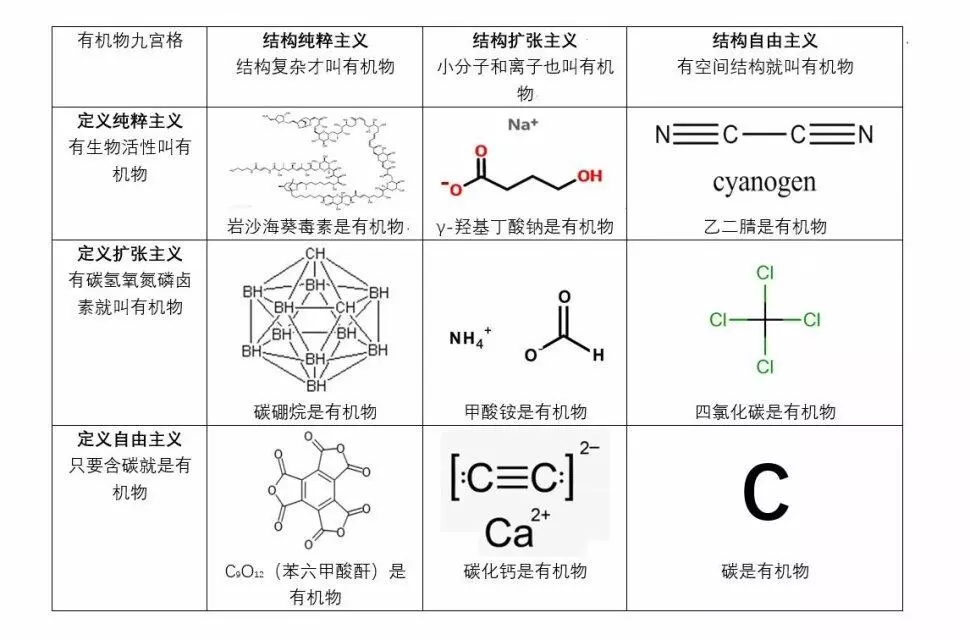 有机物九宫格
结构纯粹主义
结构复杂才叫有机物
结构扩张主义
小分子和离子也叫有机
物
结构自由主义
有空间结构就叫有机物
定义纯粹主义
有生物活性叫有
机物
岩沙海葵毒素是有机物
Na⁺
O
⁻O
OH
γ-羟基丁酸钠是有机物
N≡C—C≡N
cyanogen
乙二腈是有机物
定义扩张主义
有碳氢氧氮磷卤
素就叫有机物
CH
BH
BH
BH
BH
CH
BH
BH
BH
BH
BH
BH
碳硼烷是有机物
NH₄⁺
O
O⁻
H
甲酸铵是有机物
Cl
Cl
Cl
Cl
四氯化碳是有机物
定义自由主义
只要含碳就是有
机物
O
O
O
O
O
O
O
O
O
C₉O₁₂（苯六甲酸酐）是
有机物
[:C≡C:]²⁻
Ca²⁺
碳化钙是有机物
C
碳是有机物